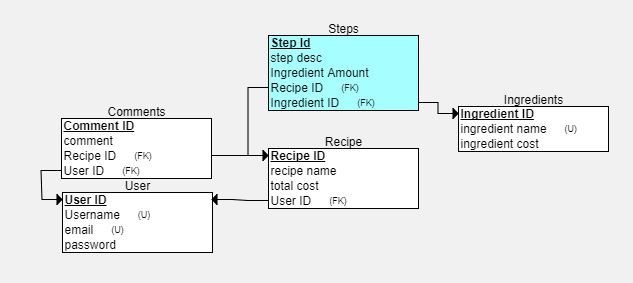 Steps
Step Id
step desc
Ingredient Amount
Recipe ID (FK)
Ingredient ID (FK)
Ingredients
Ingredient ID
ingredient name (U)
ingredient cost
Comments
Comment ID
comment
Recipe ID (FK)
User ID (FK)
Recipe
Recipe ID
recipe name
total cost
User ID (FK)
User
User ID
Username (U)
email (U)
password